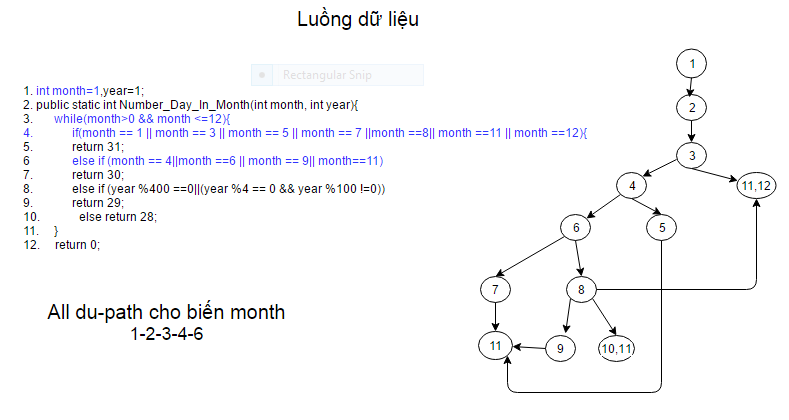 Luồng dữ liệu
Rectangular Snip
1. int month=1,year=1;
2. public static int Number_Day_In_Month(int month, int year){
3. while(month>0 && month <=12){
4. if(month == 1 || month == 3 || month == 5 || month == 7 ||month ==8|| month ==11 || month ==12){
5. return 31;
6 else if (month == 4||month ==6 || month == 9|| month==11)
7. return 30;
8. else if (year %400 ==0||(year %4 == 0 && year %100 !=0))
9. return 29;
10. else return 28;
11. }
12. return 0;
All du-path cho biến month
1-2-3-4-6
1
2
3
4
11,12
6
5
7
8
11
9
10,11